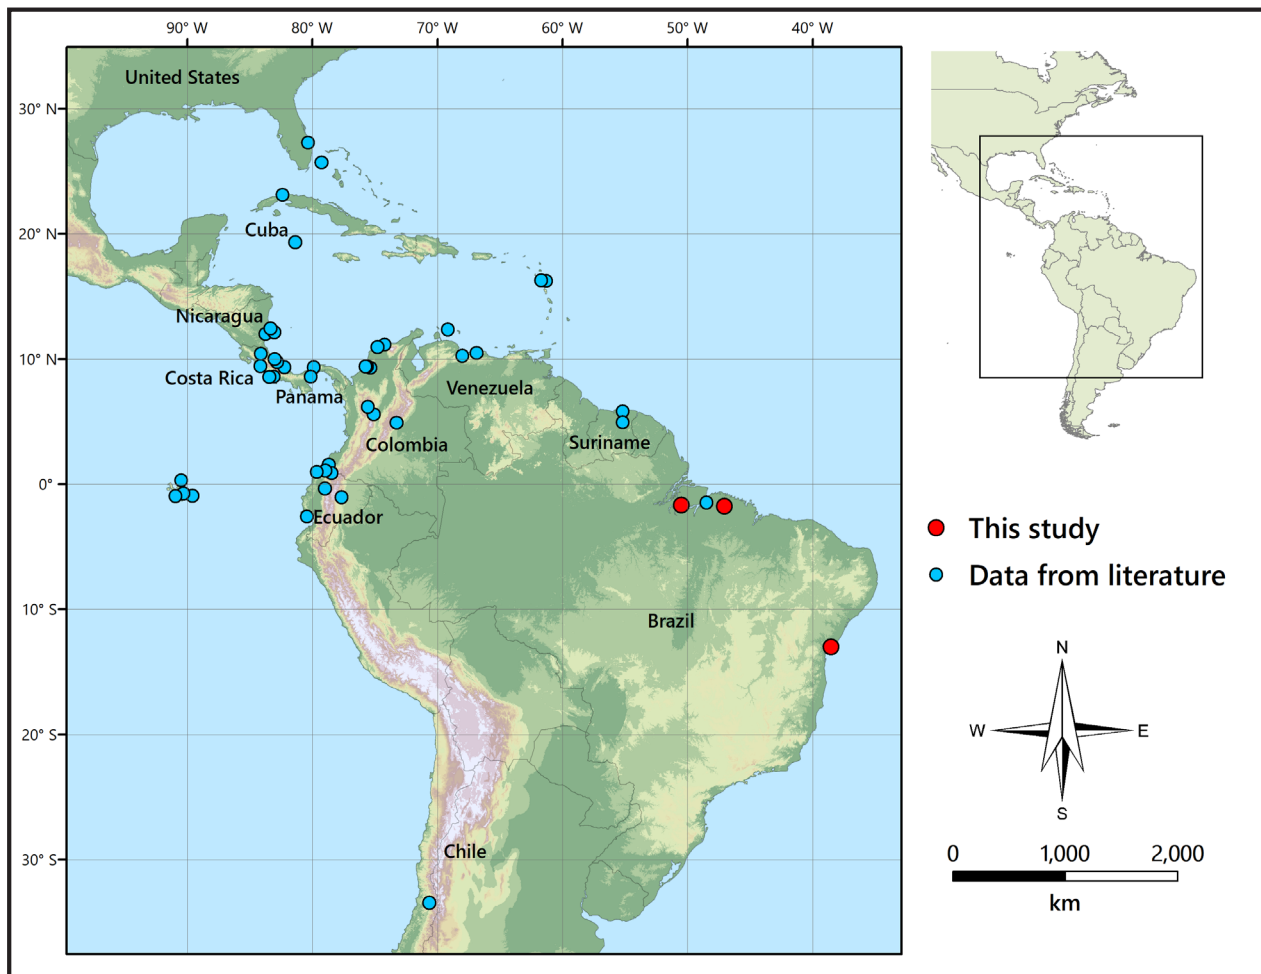 90° W 80° W 70° W 60° W 50° W 40° W
United States
30° N
20° N
Cuba
Nicaragua
10° N
Costa Rica
Panama
Venezuela
Colombia
Suriname
0°
Ecuador
This study
Data from literature
10° S
Brazil
N
W E
S
20° S
30° S
Chile
0 1,000 2,000
km